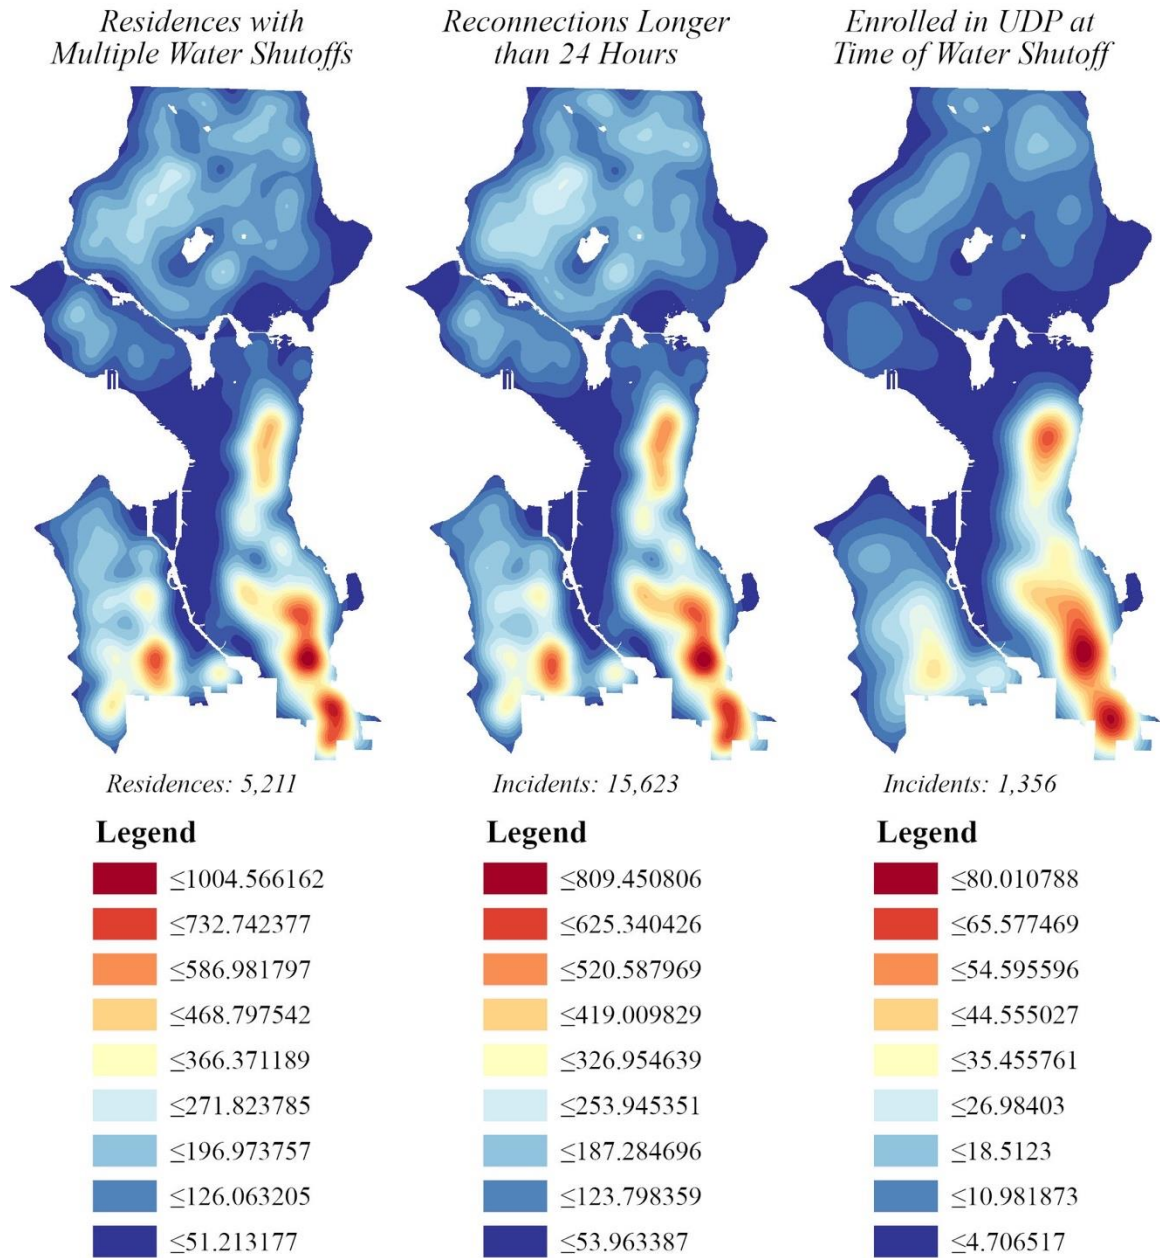 Residences with
Multiple Water Shutoffs
Reconnections Longer
than 24 Hours
Enrolled in UDP at
Time of Water Shutoff
Residences: 5,211
Incidents: 15,623
Incidents: 1,356
Legend
≤1004.566162
≤732.742377
≤586.981797
≤468.797542
≤366.371189
≤271.823785
≤196.973757
≤126.063205
≤51.213177
Legend
≤809.450806
≤625.340426
≤520.587969
≤419.009829
≤326.954639
≤253.945351
≤187.284696
≤123.798359
≤53.963387
Legend
≤80.010788
≤65.577469
≤54.595596
≤44.555027
≤35.455761
≤26.98403
≤18.5123
≤10.981873
≤4.706517